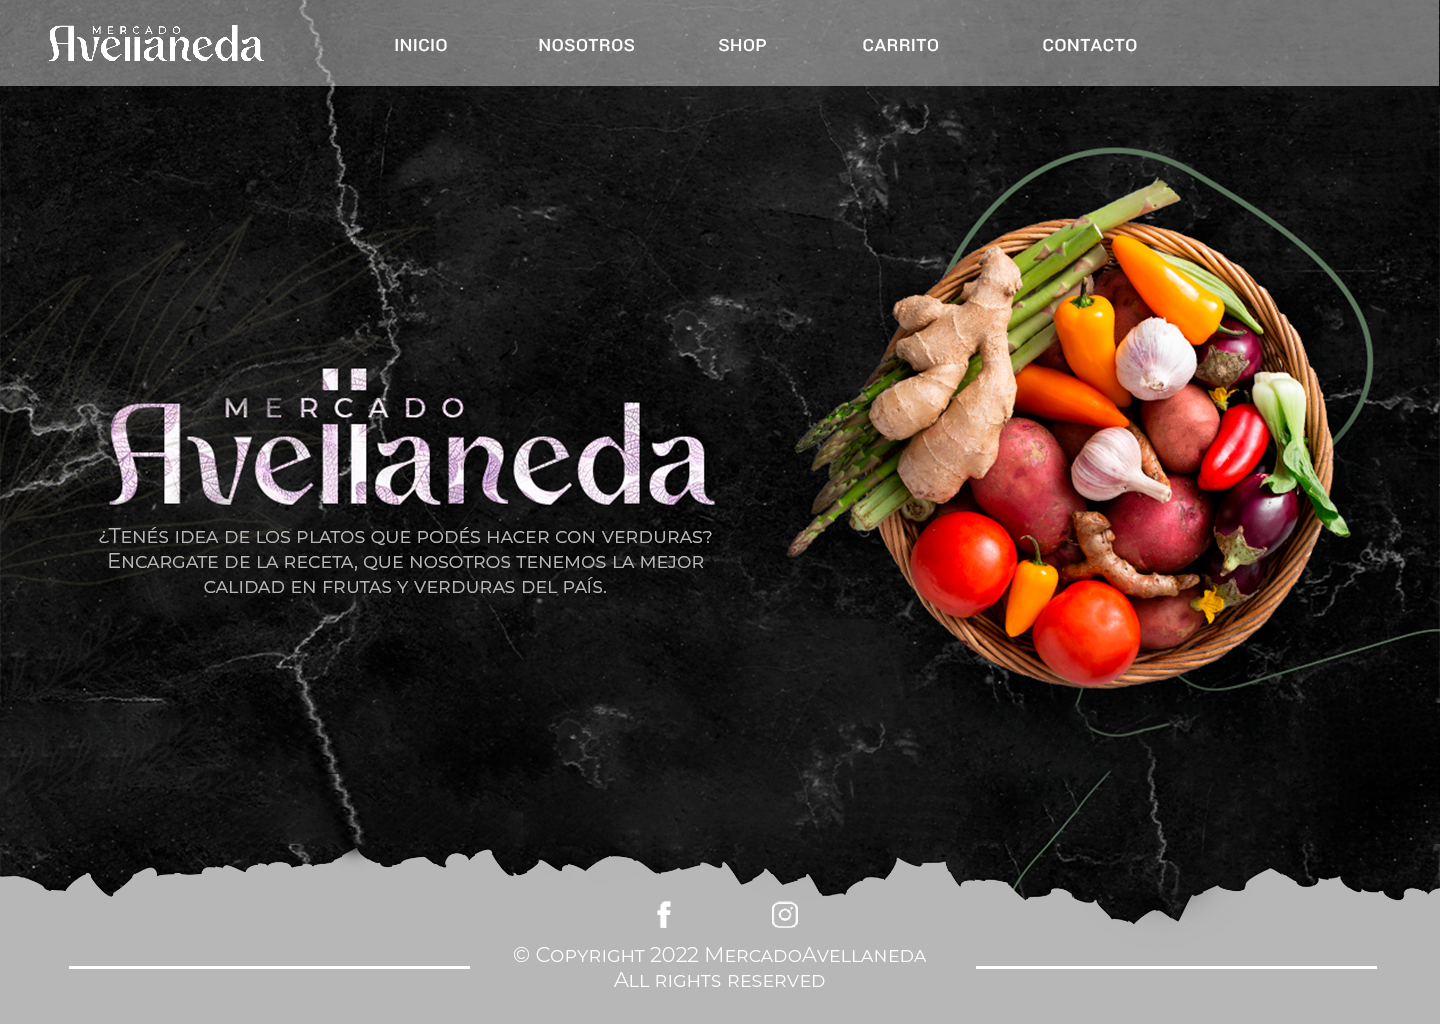 MERCADO
Avellaneda
INICIO NOSOTROS SHOP CARRITO CONTACTO
MERCADO
Avellaneda
¿Tenés idea de los platos que podés hacer con verduras?
Encargate de la receta, que nosotros tenemos la mejor
calidad en frutas y verduras del país.
© Copyright 2022 MercadoAvellaneda
All rights reserved